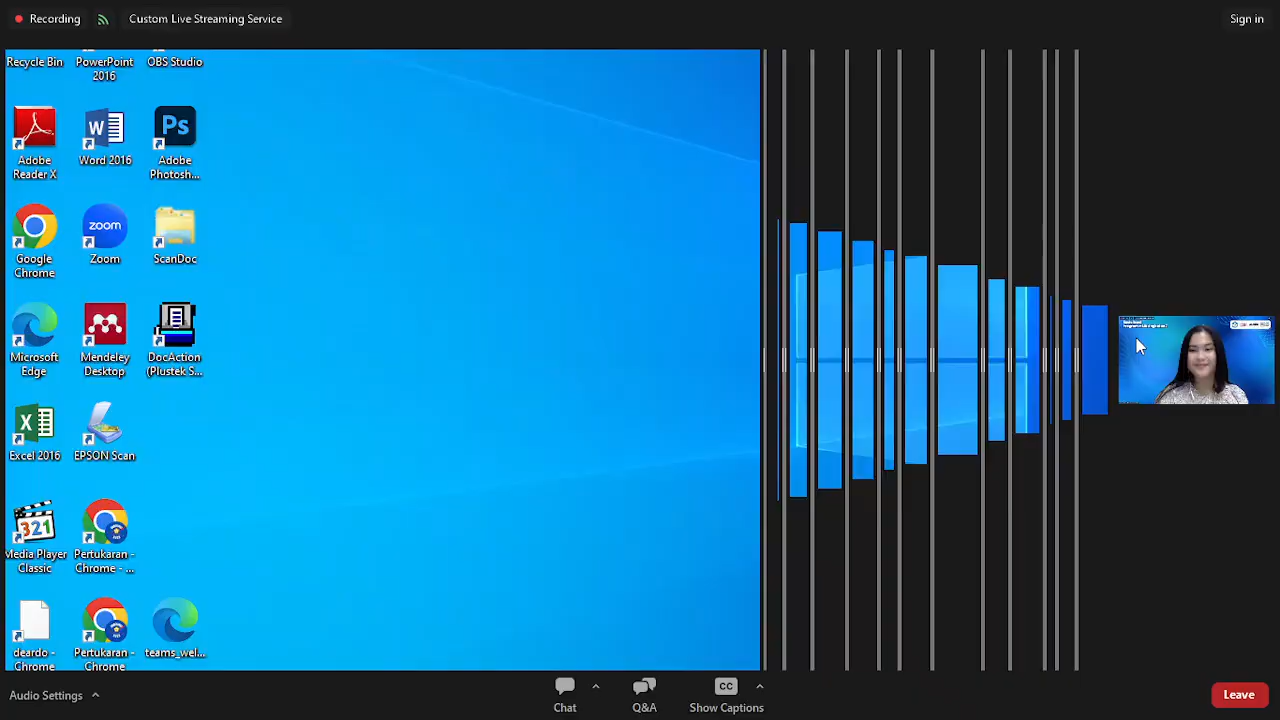 Recording
Custom Live Streaming Service
Sign in
Recycle Bin
PowerPoint
2016
OBS Studio
Adobe
Reader X
Word 2016
Ps
Adobe
Photosh...
Google
Chrome
zoom
Zoom
ScanDoc
Microsoft
Edge
Mendeley
Desktop
DocAction
(Plustek S...
Excel 2016
EPSON Scan
321
Media Player
Classic
Pertukaran -
Chrome - ...
deardo -
Chrome
Pertukaran -
Chrome
teams_wel...
Audio Settings
Chat
Q&A
CC
Show Captions
Leave